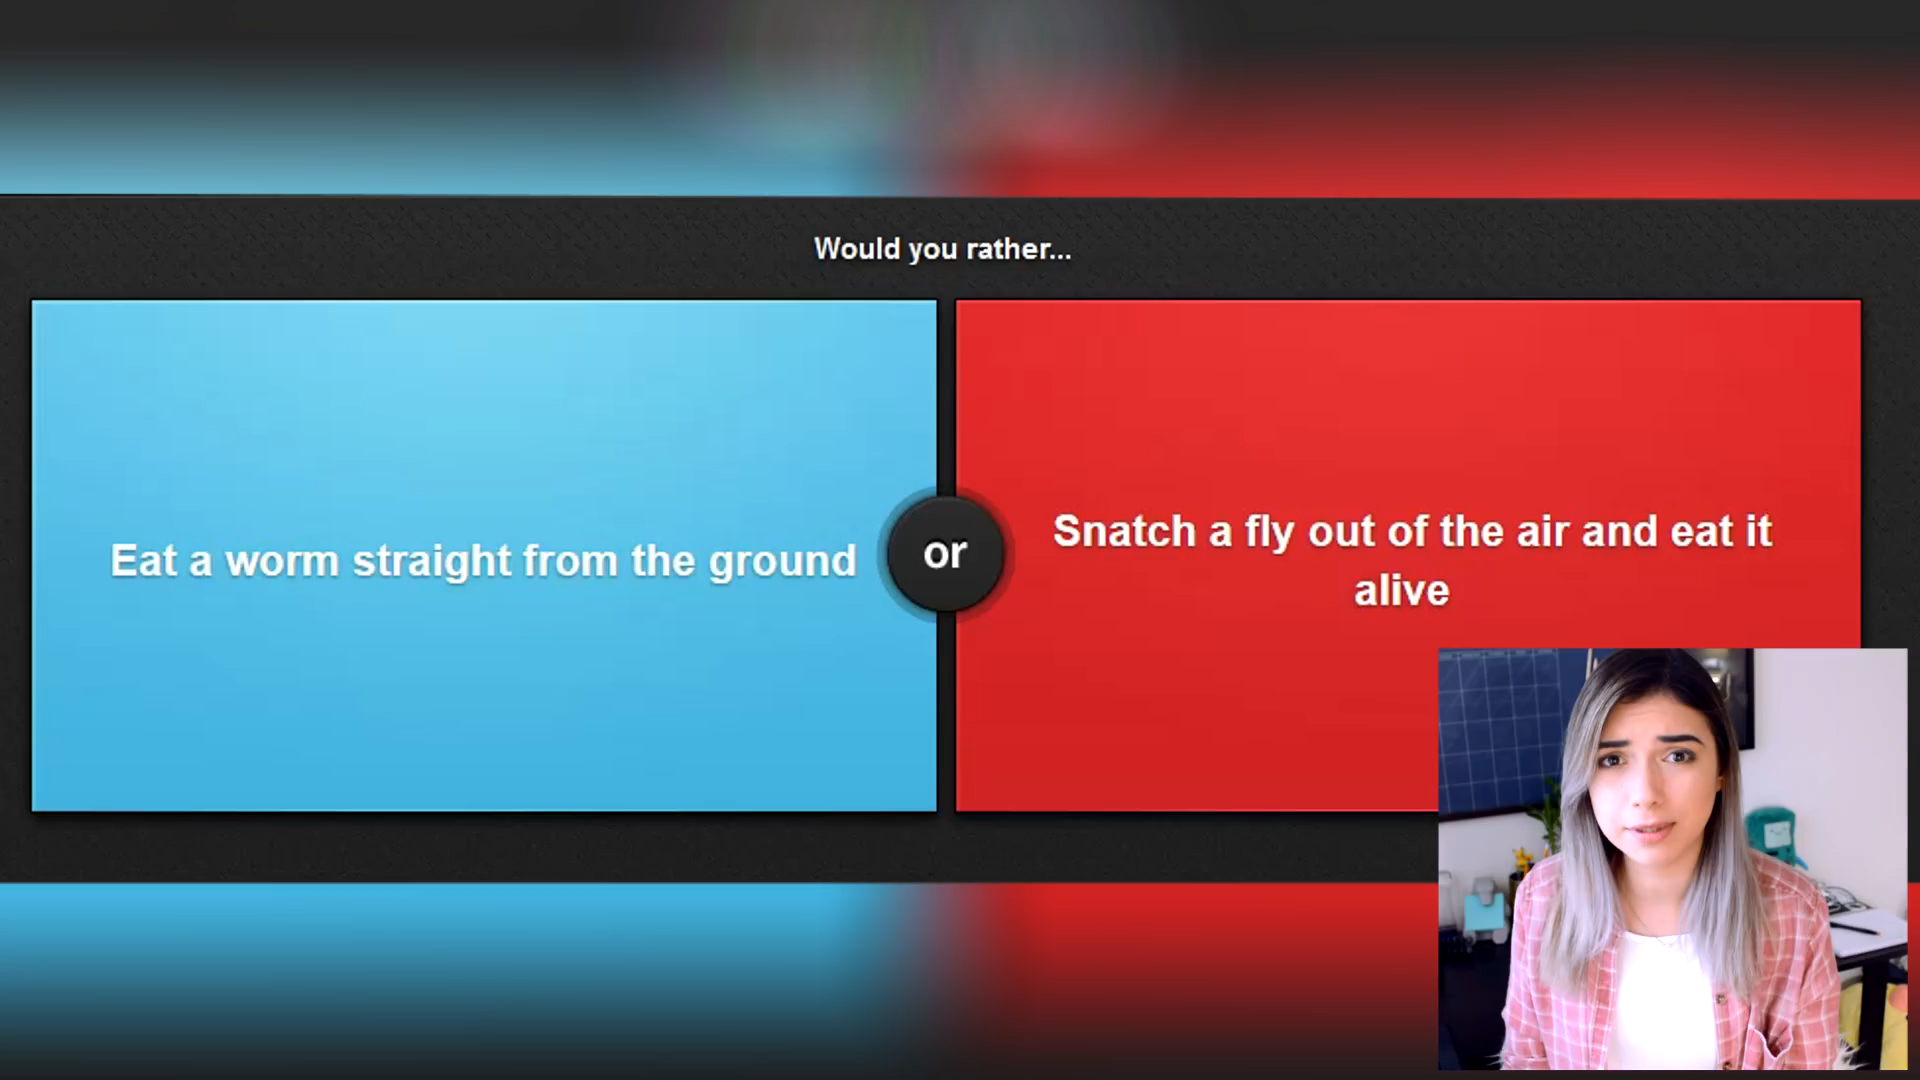 Would you rather...
Eat a worm straight from the ground
or
Snatch a fly out of the air and eat it
alive